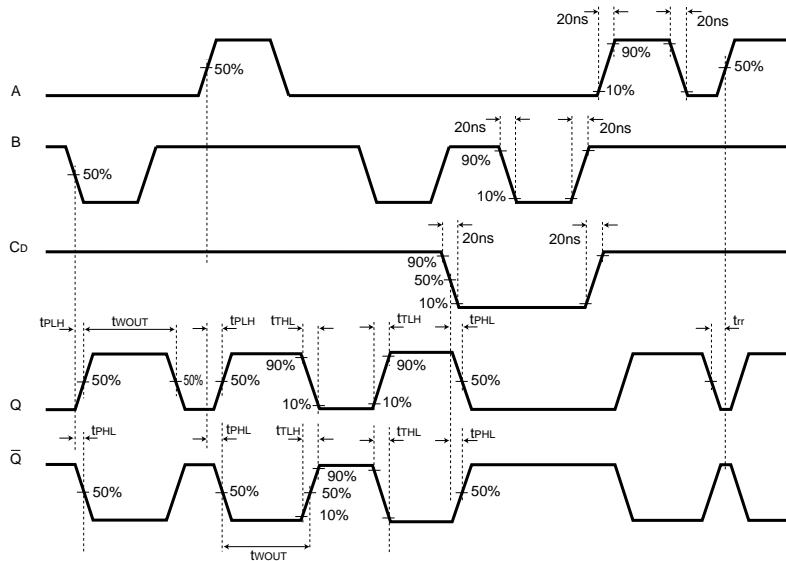 20ns 20ns
90% 50%
50%
A 10%
20ns 20ns
B 90%
50%
10%
CD 20ns 20ns
90%
50%
10%
tPLH tWOUT tPLH tTHL tTLH tPHL trr
90% 90%
50% 50% 50% 50%
Q 10% 10%
tPHL tPHL tTLH tTHL tPHL
Q̅ 90%
50% 50% 50% 50%
10%
tWOUT